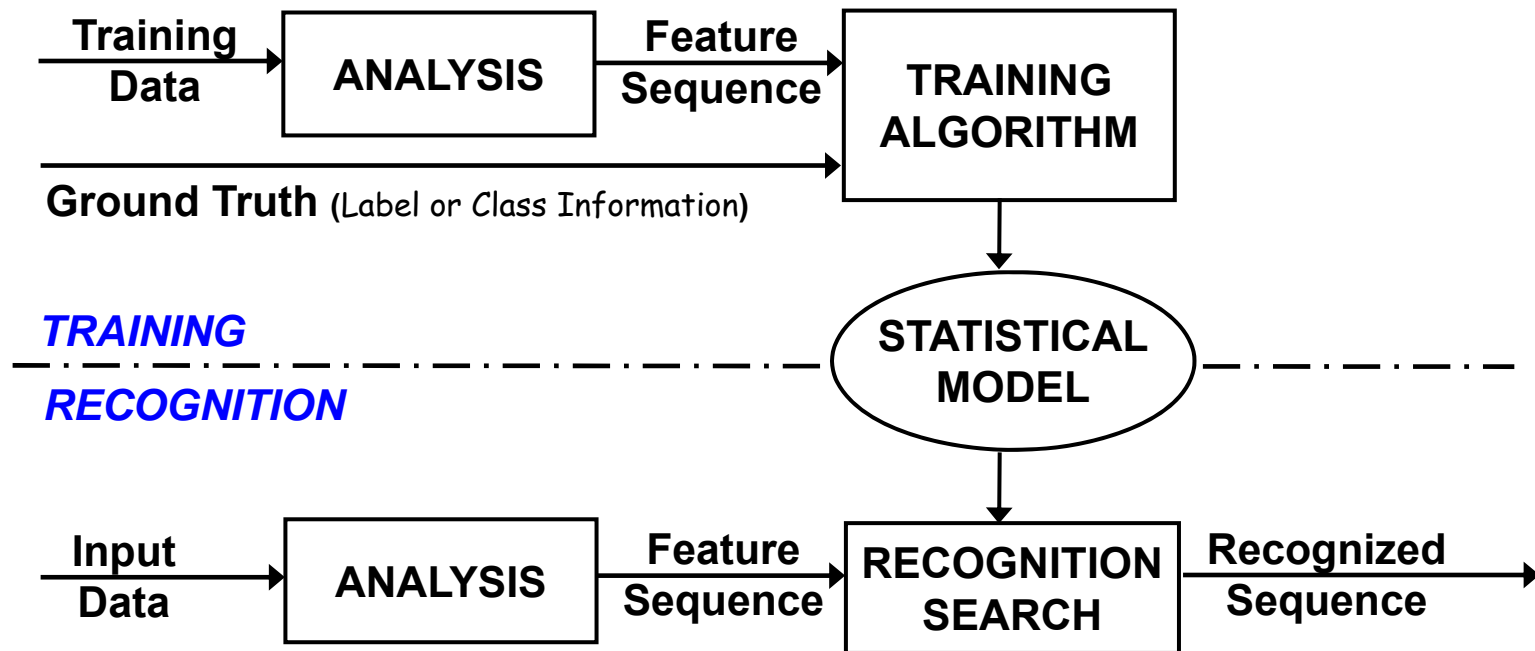 Training
Data
ANALYSIS
Feature
Sequence
TRAINING
ALGORITHM
Ground Truth (Label or Class Information)
TRAINING
STATISTICAL
MODEL
RECOGNITION
Input
Data
ANALYSIS
Feature
Sequence
RECOGNITION
SEARCH
Recognized
Sequence